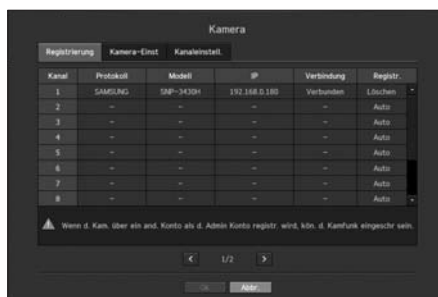 Kamera
Registrierung Kamera-Einst Kanaleinstell.
Kanal Protokoll Modell IP Verbindung Registr.
1 SAMSUNG SNP-3430H 192.168.0.180 Verbunden Löschen
2 - - - - Auto
3 - - - - Auto
4 - - - - Auto
5 - - - - Auto
6 - - - - Auto
7 - - - - Auto
8 - - - - Auto
Wenn d. Kam. über ein and. Konto als d. Admin Konto registr. wird, kön. d. Kamfunk eingeschr sein.
< 1/2 >
Ok Abbr.